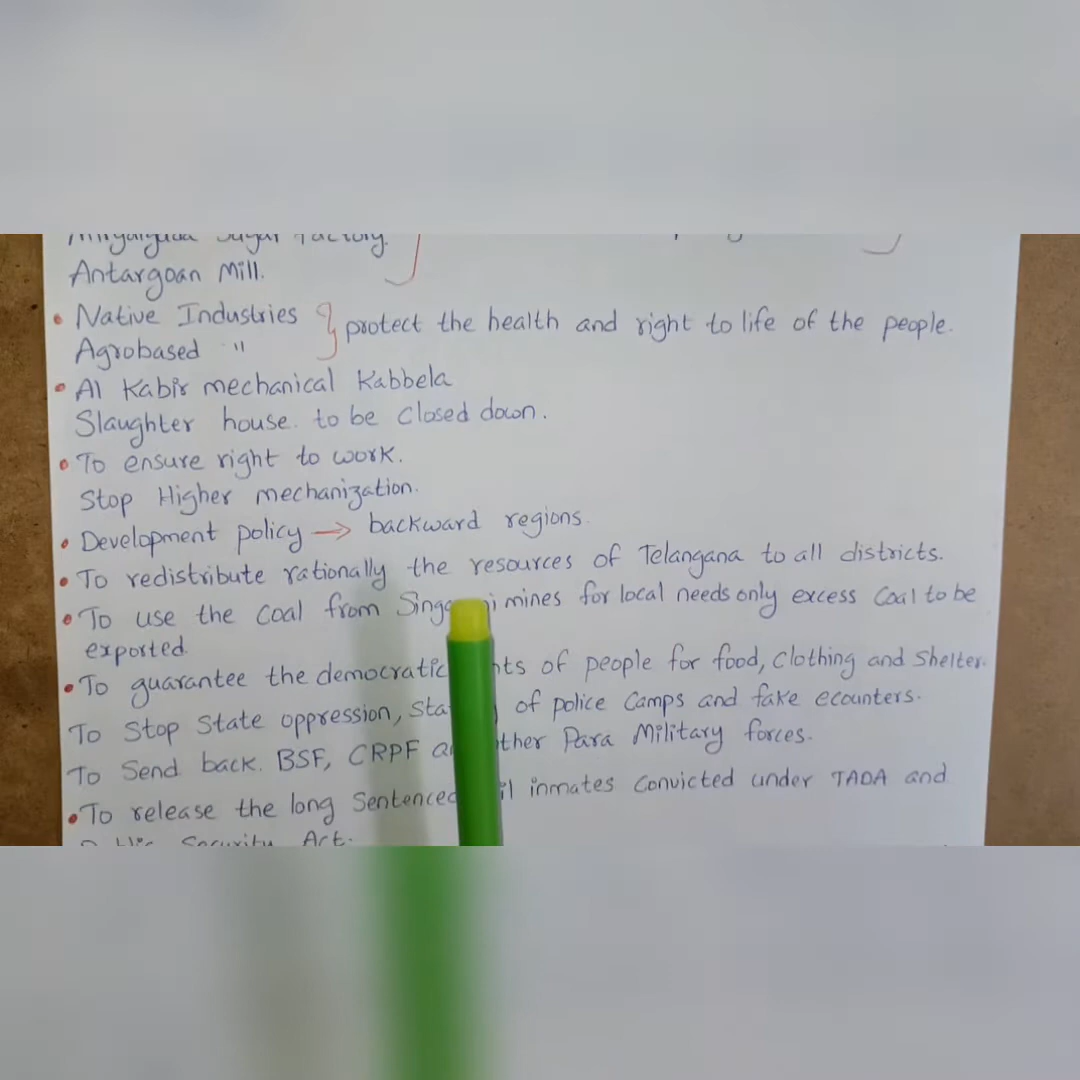 Sugar Factory.
Antargoan Mill.
• Native Industries } protect the health and right to life of the people.
Agrobased "
• Al Kabir mechanical Kabbela
Slaughter house. to be closed down.
• To ensure right to work.
Stop Higher mechanization.
• Development policy → backward regions.
• To redistribute rationally the resources of Telangana to all districts.
• To use the coal from mines for local needs only excess coal to be
exported.
• To guarantee the democratic of people for food, clothing and shelter.
To Stop State oppression, of police camps and fake ecounters.
To Send back. BSF, CRPF Para Military forces.
• To release the long Sentenced inmates convicted under TADA and
Security Act.